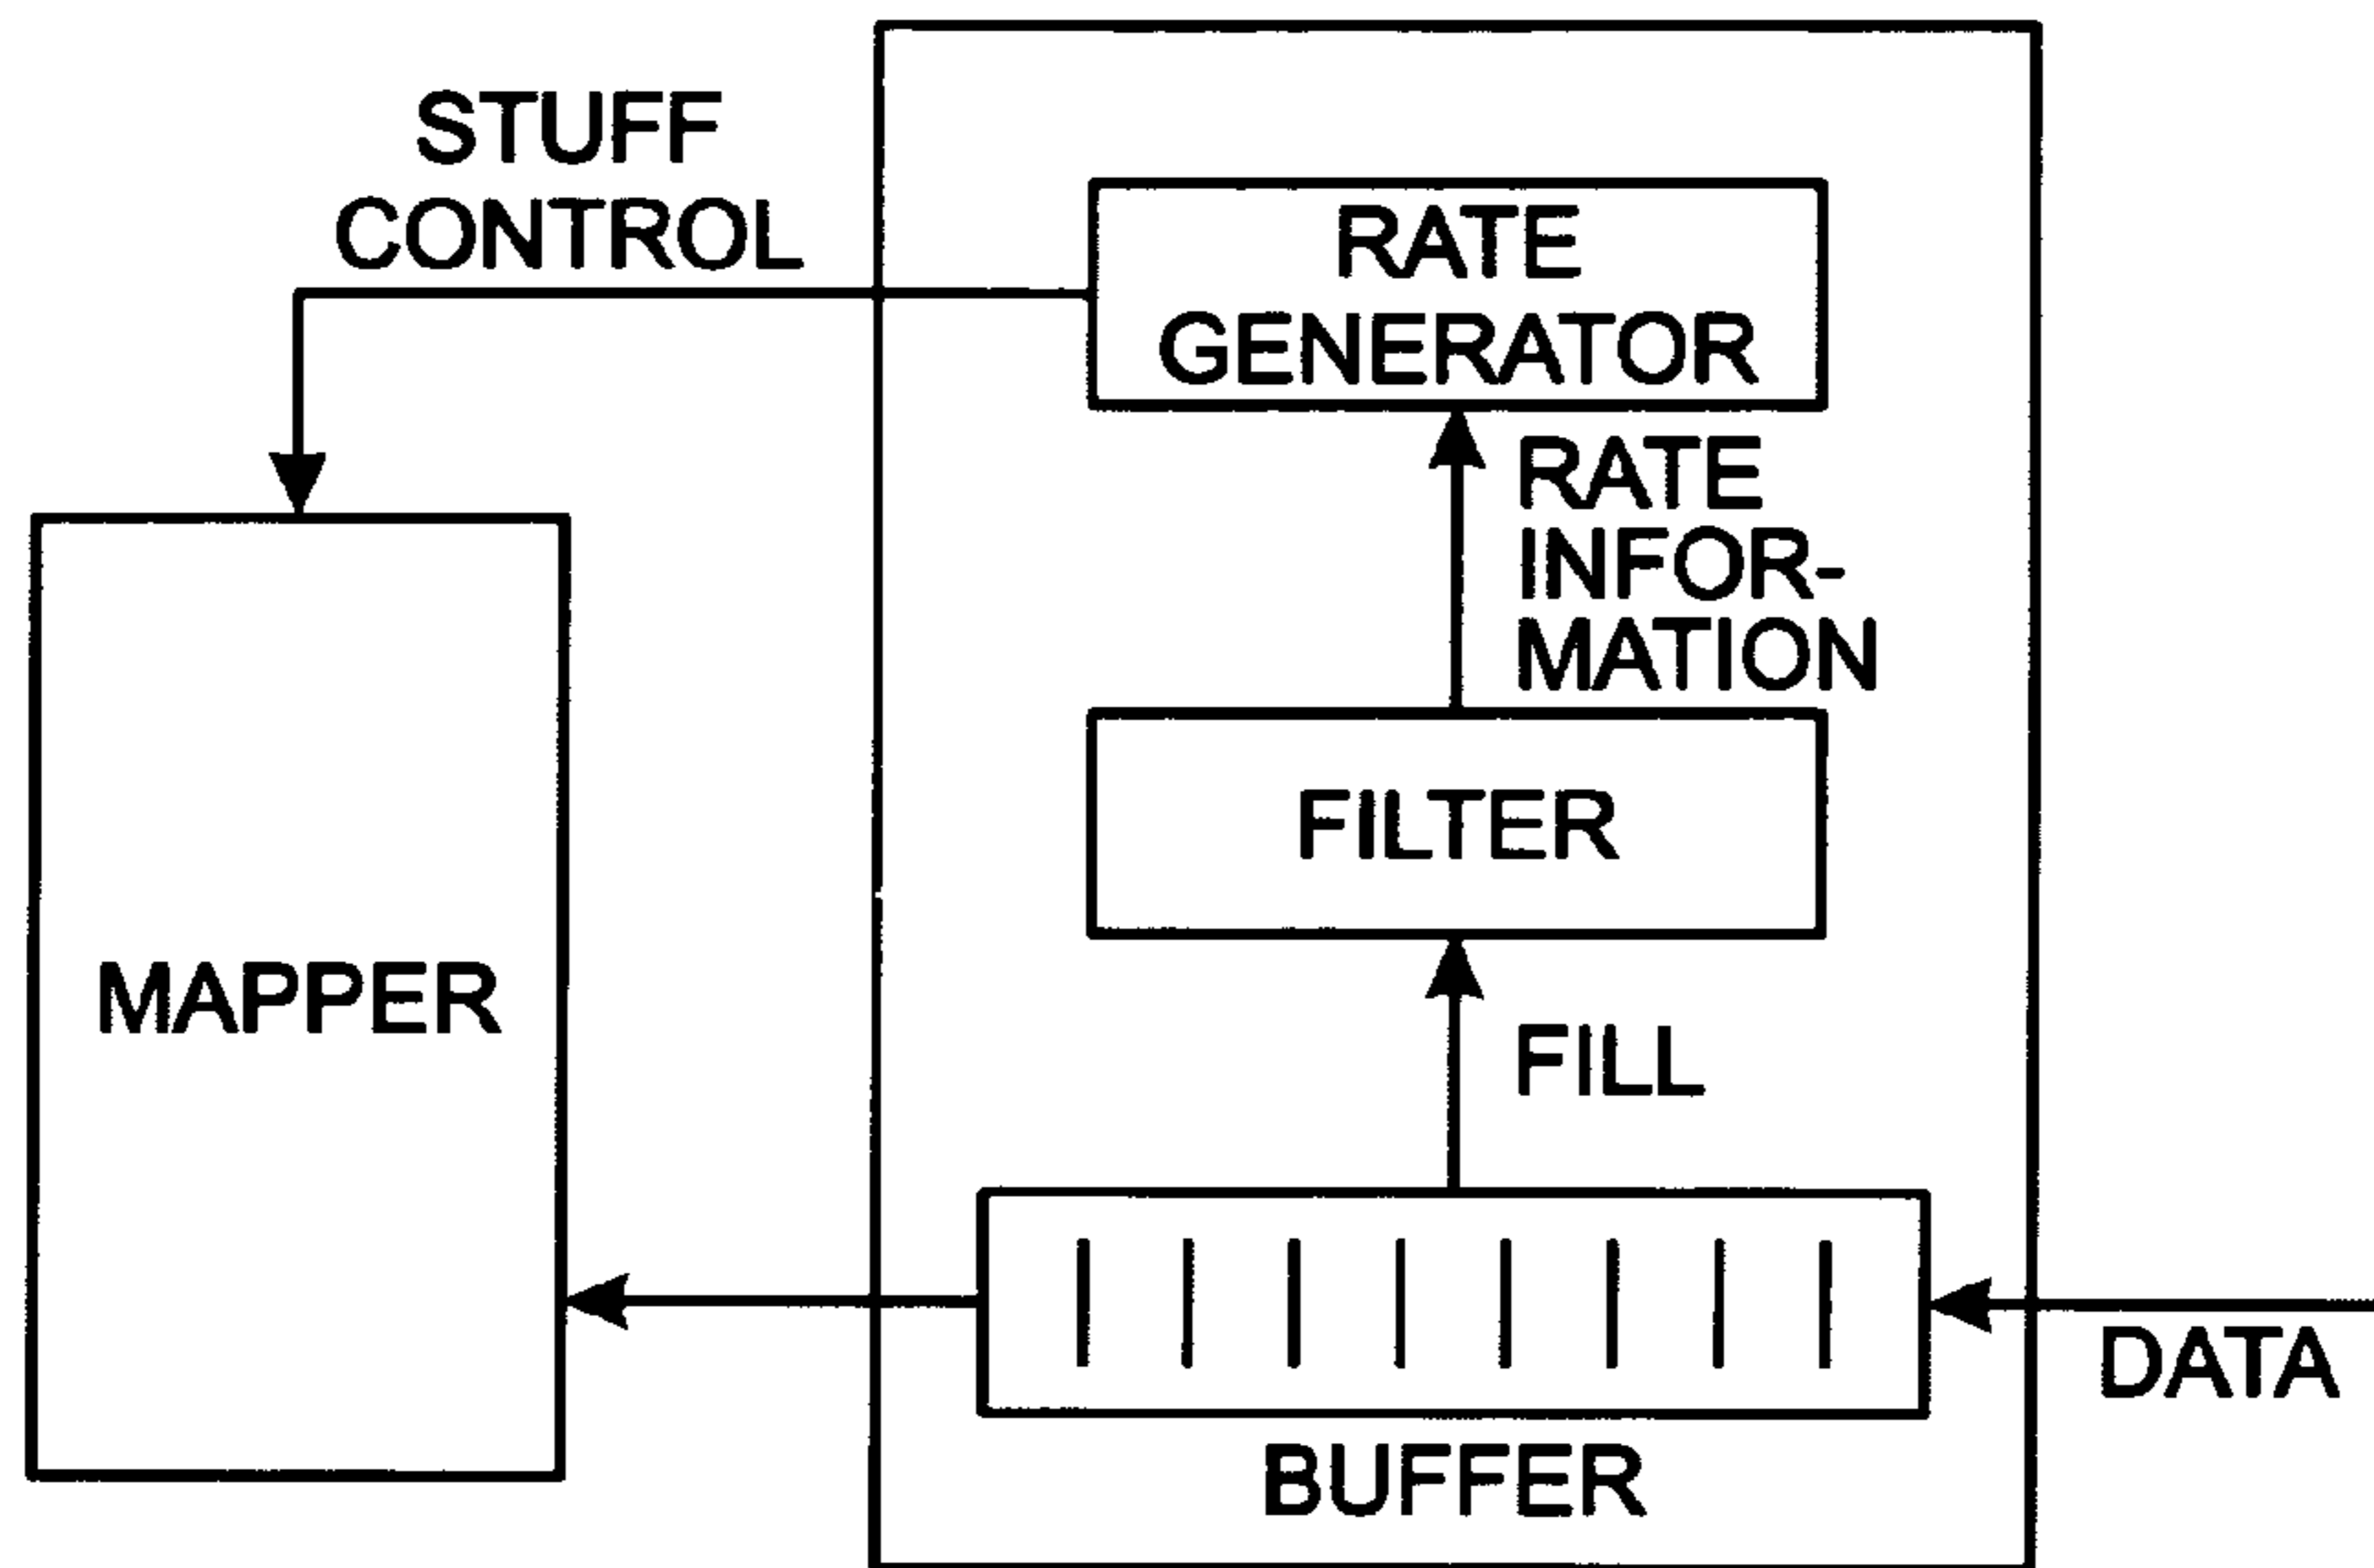 STUFF
CONTROL
RATE
GENERATOR
RATE
INFOR-
MATION
FILTER
MAPPER
FILL
DATA
BUFFER